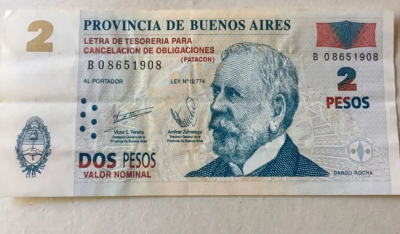 2
PROVINCIA DE BUENOS AIRES
LETRA DE TESORERIA PARA
CANCELACION DE OBLIGACIONES
(PATACON)
B 08651908
B 08651908
AL PORTADOR
LEY Nº 12.774
2
PESOS
DOS PESOS
VALOR NOMINAL
DARDO ROCHA